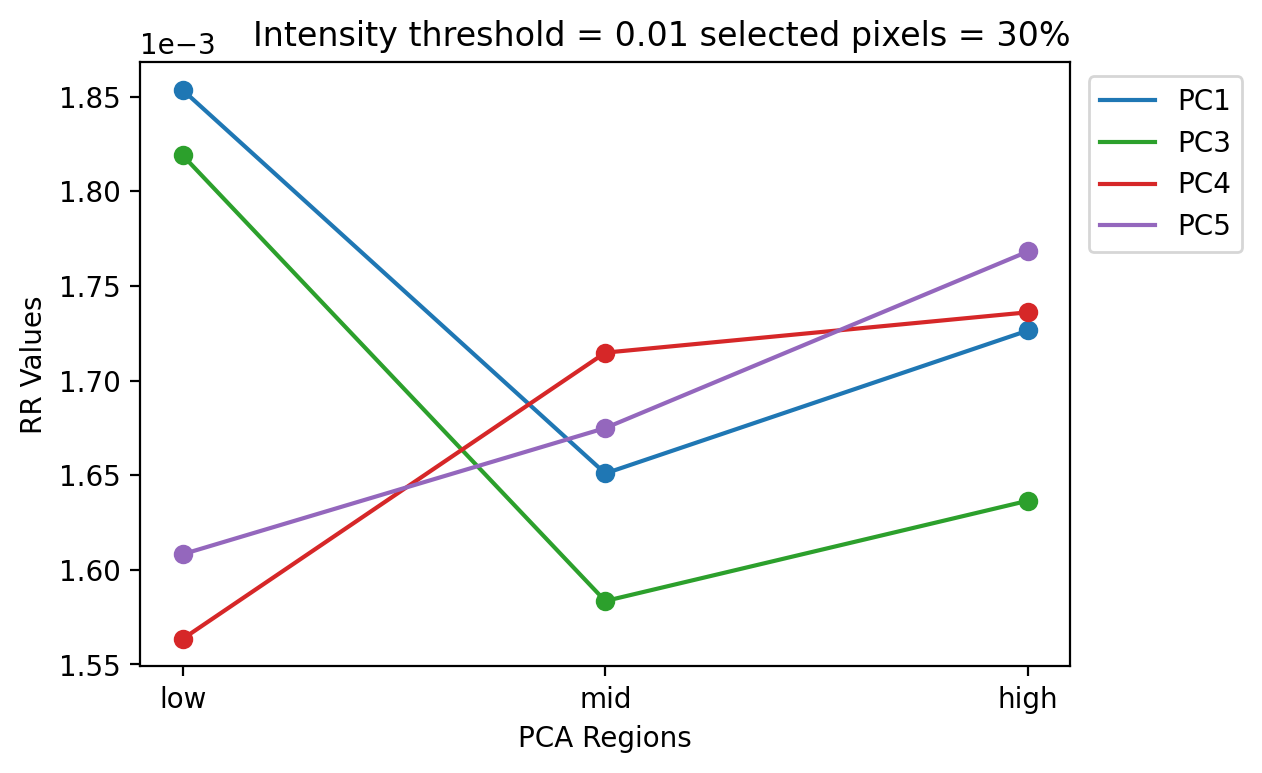 Intensity threshold = 0.01 selected pixels = 30%
1e−3
1.85
1.80
1.75
1.70
1.65
1.60
1.55
RR Values
low
mid
high
PCA Regions
PC1
PC3
PC4
PC5